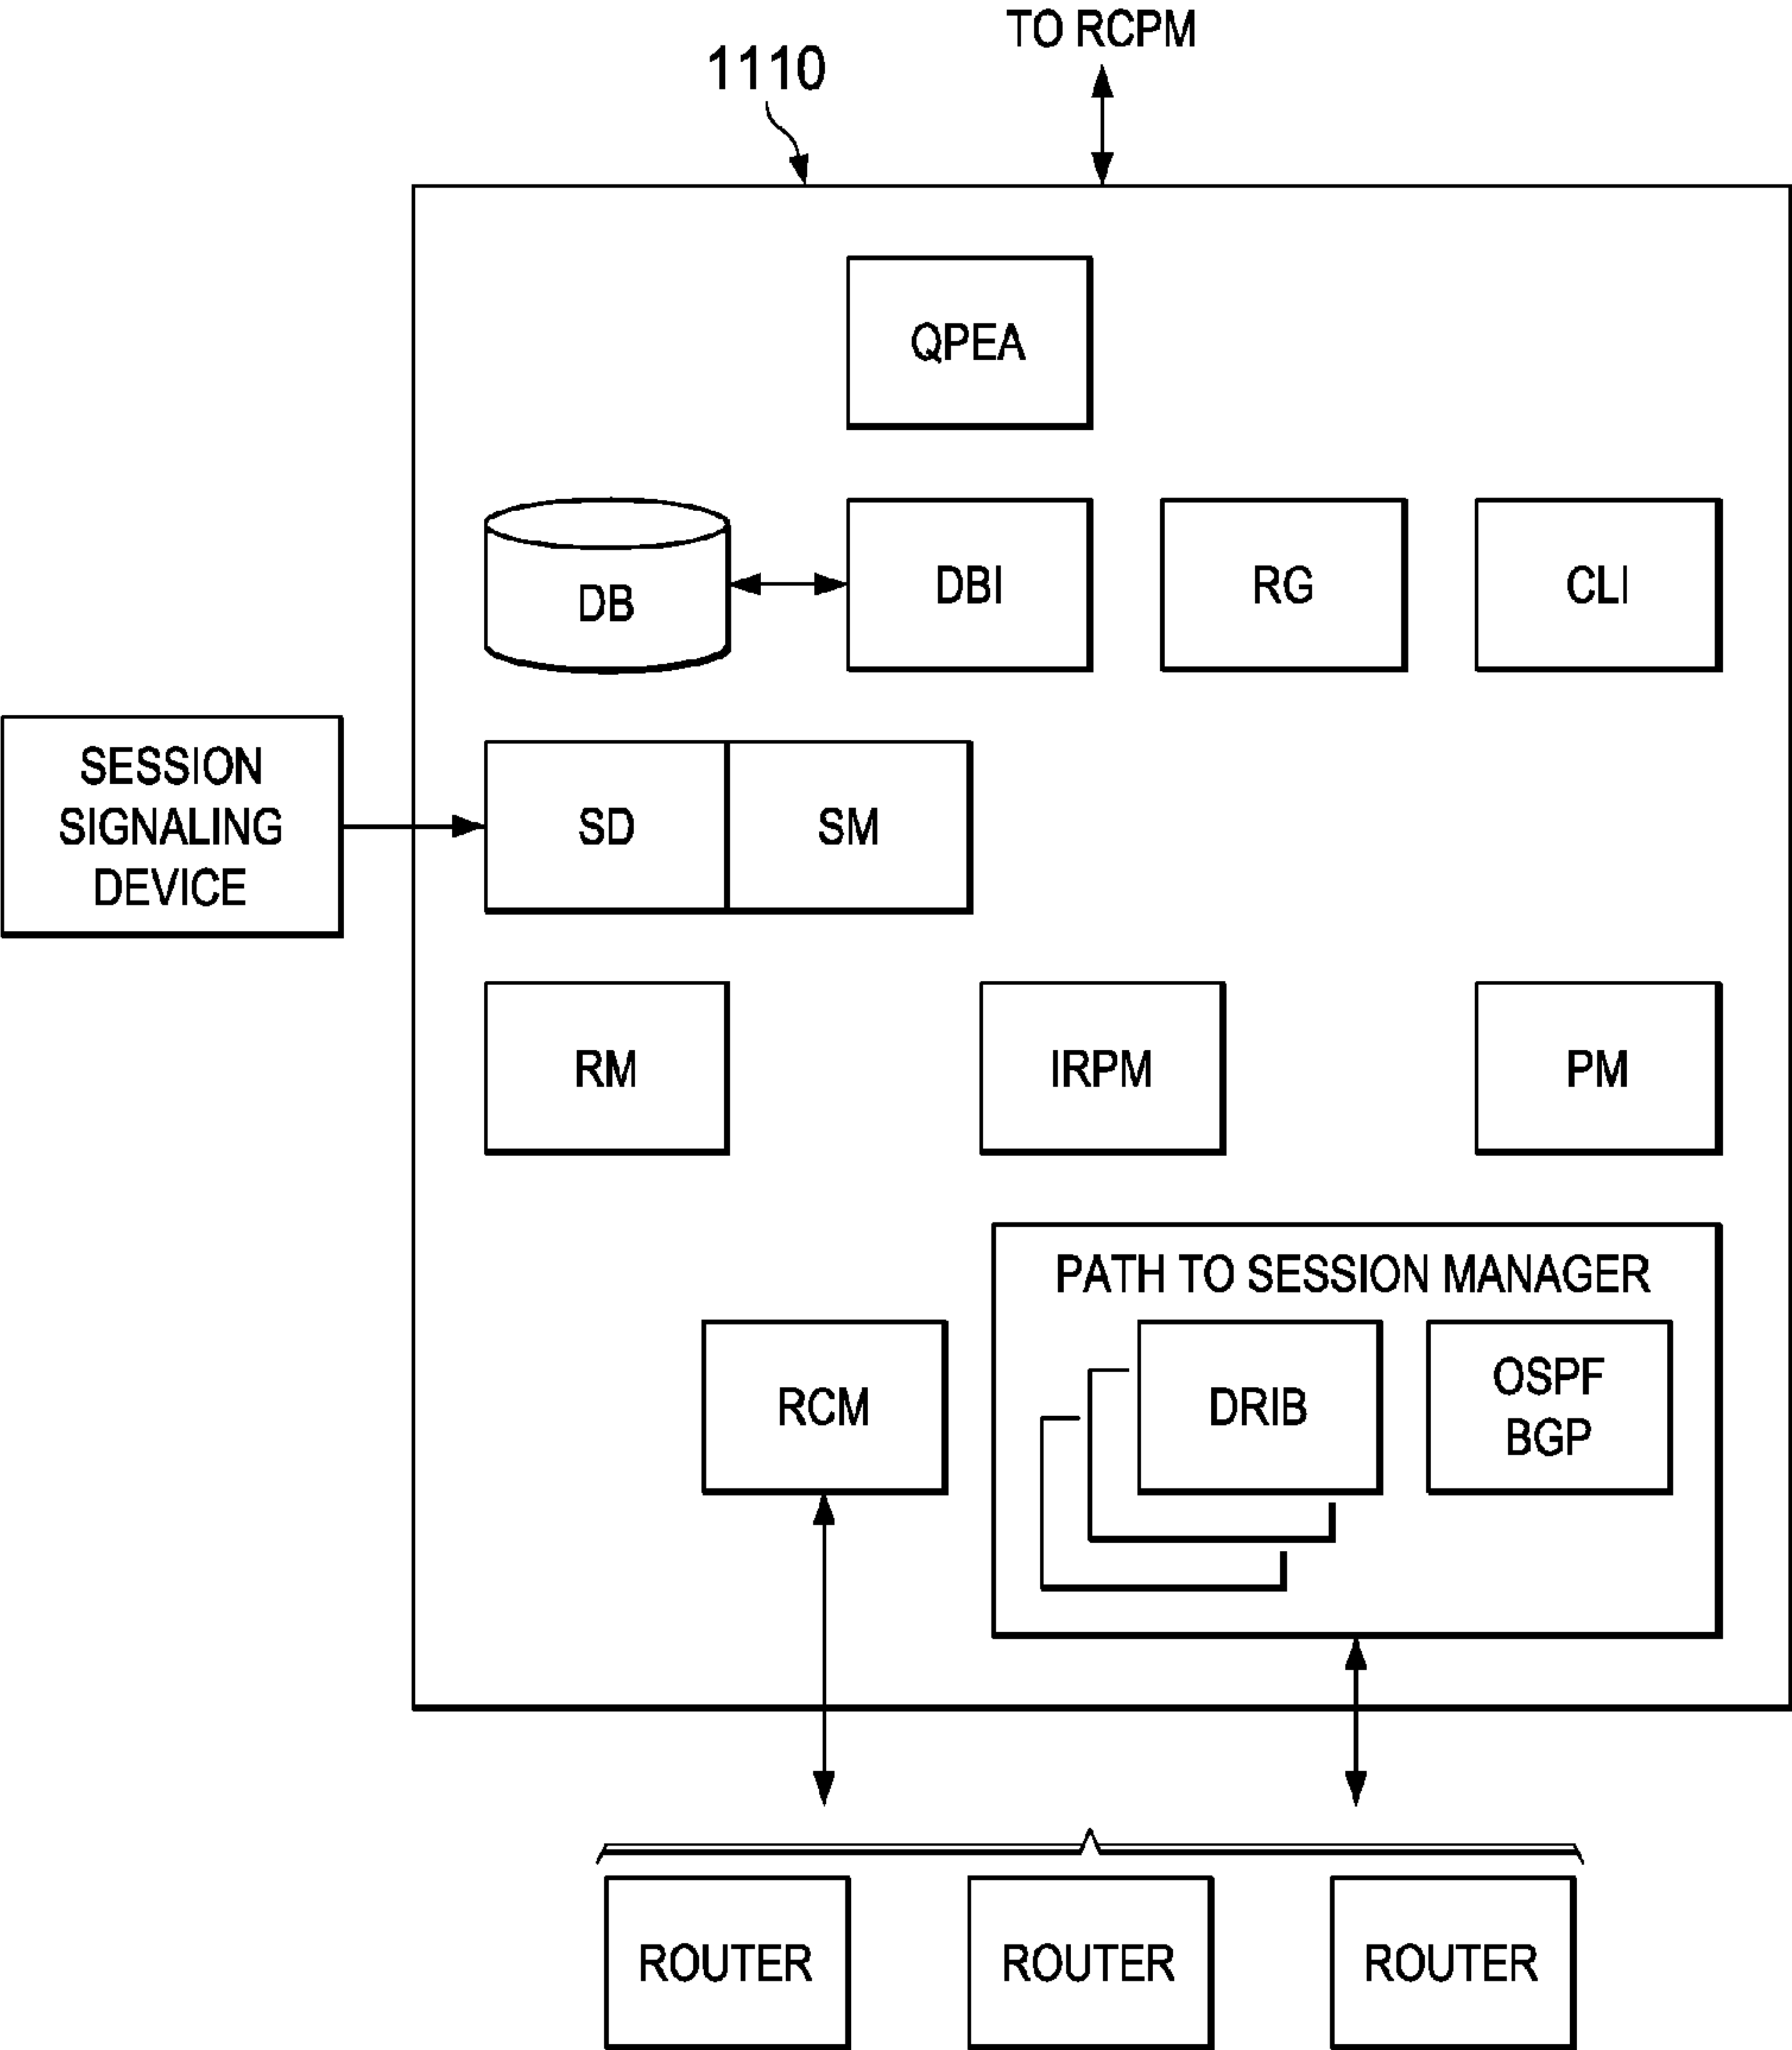 TO RCPM
1110
QPEA
DB
DBI
RG
CLI
SESSION
SIGNALING
DEVICE
SD
SM
RM
IRPM
PM
PATH TO SESSION MANAGER
RCM
DRIB
OSPF
BGP
ROUTER
ROUTER
ROUTER